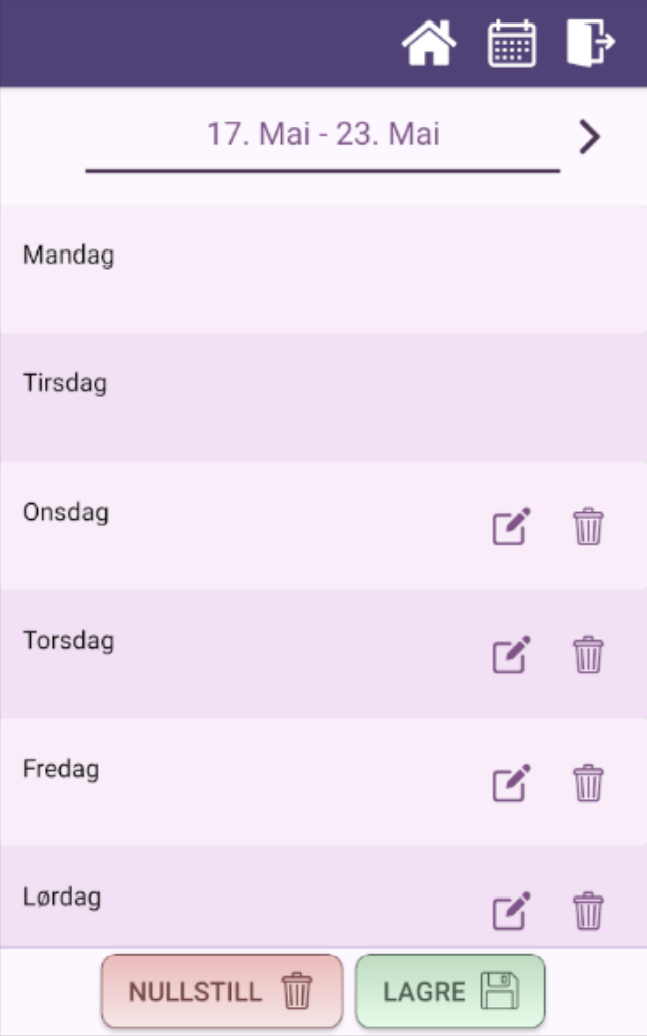 17. Mai - 23. Mai
Mandag
Tirsdag
Onsdag
Torsdag
Fredag
Lørdag
NULLSTILL
LAGRE